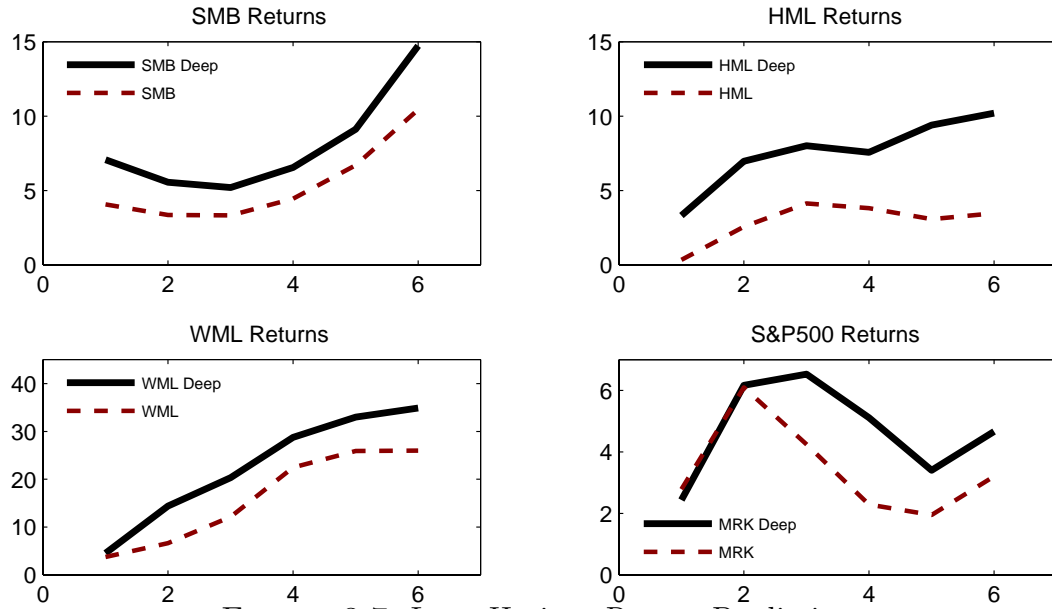 SMB Returns
15
10
5
0
SMB Deep
SMB
0 2 4 6
HML Returns
15
10
5
0
HML Deep
HML
0 2 4 6
WML Returns
40
30
20
10
0
WML Deep
WML
0 2 4 6
S&P500 Returns
6
4
2
0
MRK Deep
MRK
0 2 4 6